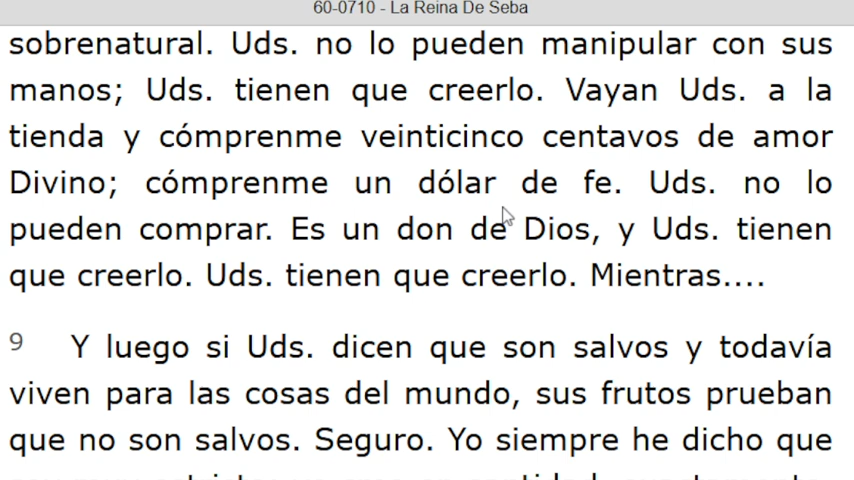 60-0710 - La Reina De Seba
sobrenatural. Uds. no lo pueden manipular con sus
manos; Uds. tienen que creerlo. Vayan Uds. a la
tienda y cómprenme veinticinco centavos de amor
Divino; cómprenme un dólar de fe. Uds. no lo
pueden comprar. Es un don de Dios, y Uds. tienen
que creerlo. Uds. tienen que creerlo. Mientras....
9 Y luego si Uds. dicen que son salvos y todavía
viven para las cosas del mundo, sus frutos prueban
que no son salvos. Seguro. Yo siempre he dicho que